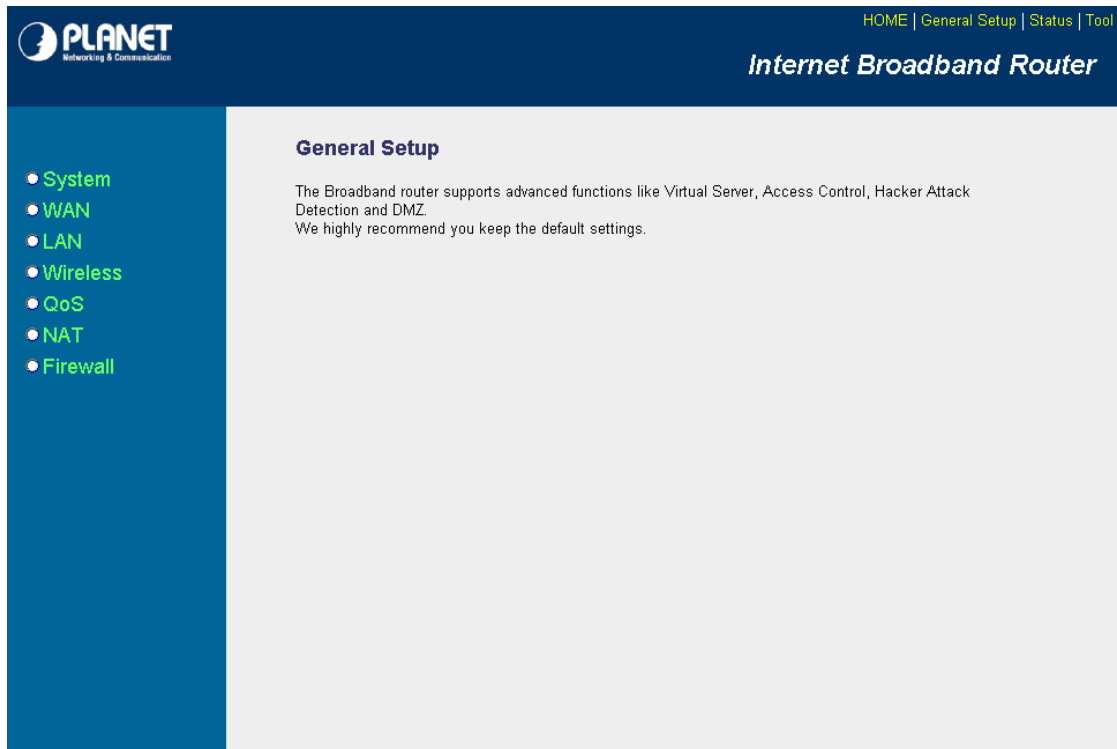 PLANET
Networking & Communication
HOME | General Setup | Status | Tool
Internet Broadband Router
System
WAN
LAN
Wireless
QoS
NAT
Firewall
General Setup
The Broadband router supports advanced functions like Virtual Server, Access Control, Hacker Attack
Detection and DMZ.
We highly recommend you keep the default settings.